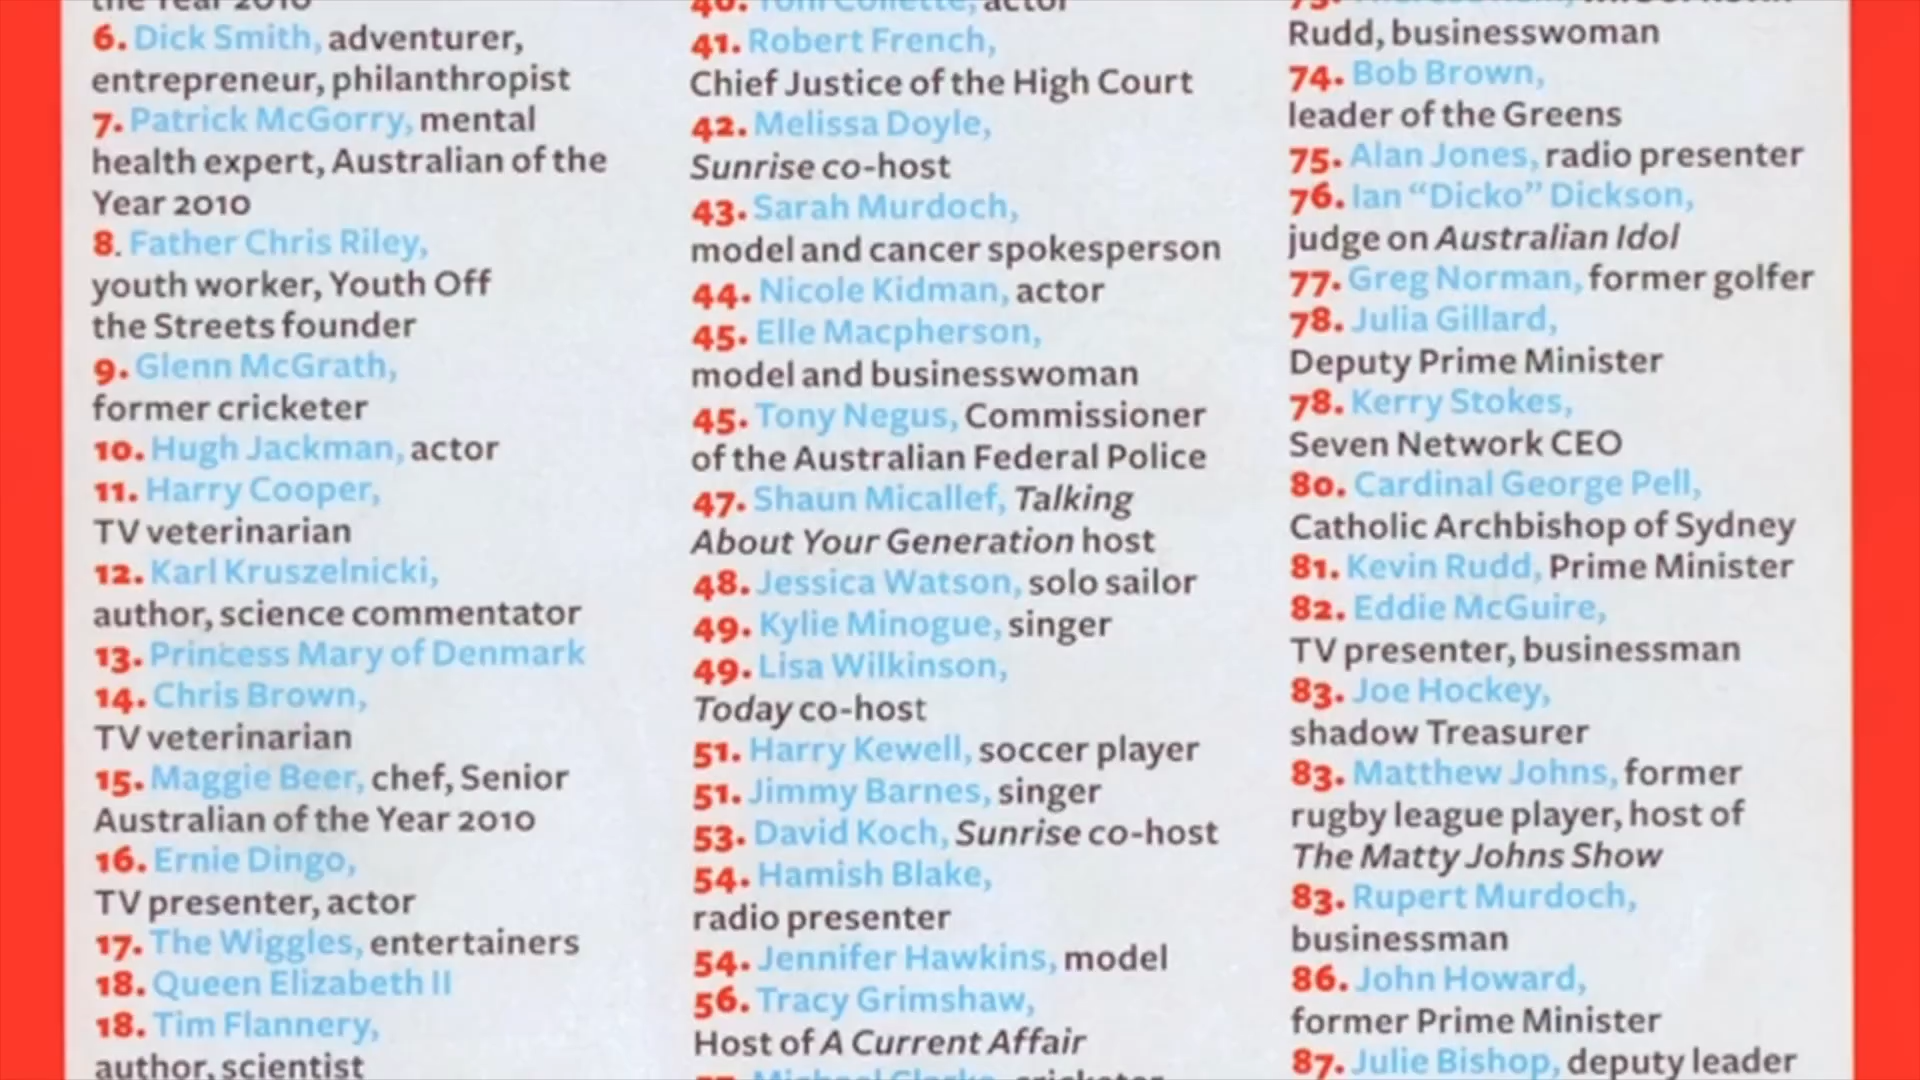 the Year 2010
6. Dick Smith, adventurer,
entrepreneur, philanthropist
7. Patrick McGorry, mental
health expert, Australian of the
Year 2010
8. Father Chris Riley,
youth worker, Youth Off
the Streets founder
9. Glenn McGrath,
former cricketer
10. Hugh Jackman, actor
11. Harry Cooper,
TV veterinarian
12. Karl Kruszelnicki,
author, science commentator
13. Princess Mary of Denmark
14. Chris Brown,
TV veterinarian
15. Maggie Beer, chef, Senior
Australian of the Year 2010
16. Ernie Dingo,
TV presenter, actor
17. The Wiggles, entertainers
18. Queen Elizabeth II
18. Tim Flannery,
author, scientist
40. Toni Collette, actor
41. Robert French,
Chief Justice of the High Court
42. Melissa Doyle,
Sunrise co-host
43. Sarah Murdoch,
model and cancer spokesperson
44. Nicole Kidman, actor
45. Elle Macpherson,
model and businesswoman
45. Tony Negus, Commissioner
of the Australian Federal Police
47. Shaun Micallef, Talking
About Your Generation host
48. Jessica Watson, solo sailor
49. Kylie Minogue, singer
49. Lisa Wilkinson,
Today co-host
51. Harry Kewell, soccer player
51. Jimmy Barnes, singer
53. David Koch, Sunrise co-host
54. Hamish Blake,
radio presenter
54. Jennifer Hawkins, model
56. Tracy Grimshaw,
Host of A Current Affair
Rudd, businesswoman
74. Bob Brown,
leader of the Greens
75. Alan Jones, radio presenter
76. Ian “Dicko” Dickson,
judge on Australian Idol
77. Greg Norman, former golfer
78. Julia Gillard,
Deputy Prime Minister
78. Kerry Stokes,
Seven Network CEO
80. Cardinal George Pell,
Catholic Archbishop of Sydney
81. Kevin Rudd, Prime Minister
82. Eddie McGuire,
TV presenter, businessman
83. Joe Hockey,
shadow Treasurer
83. Matthew Johns, former
rugby league player, host of
The Matty Johns Show
83. Rupert Murdoch,
businessman
86. John Howard,
former Prime Minister
87. Julie Bishop, deputy leader